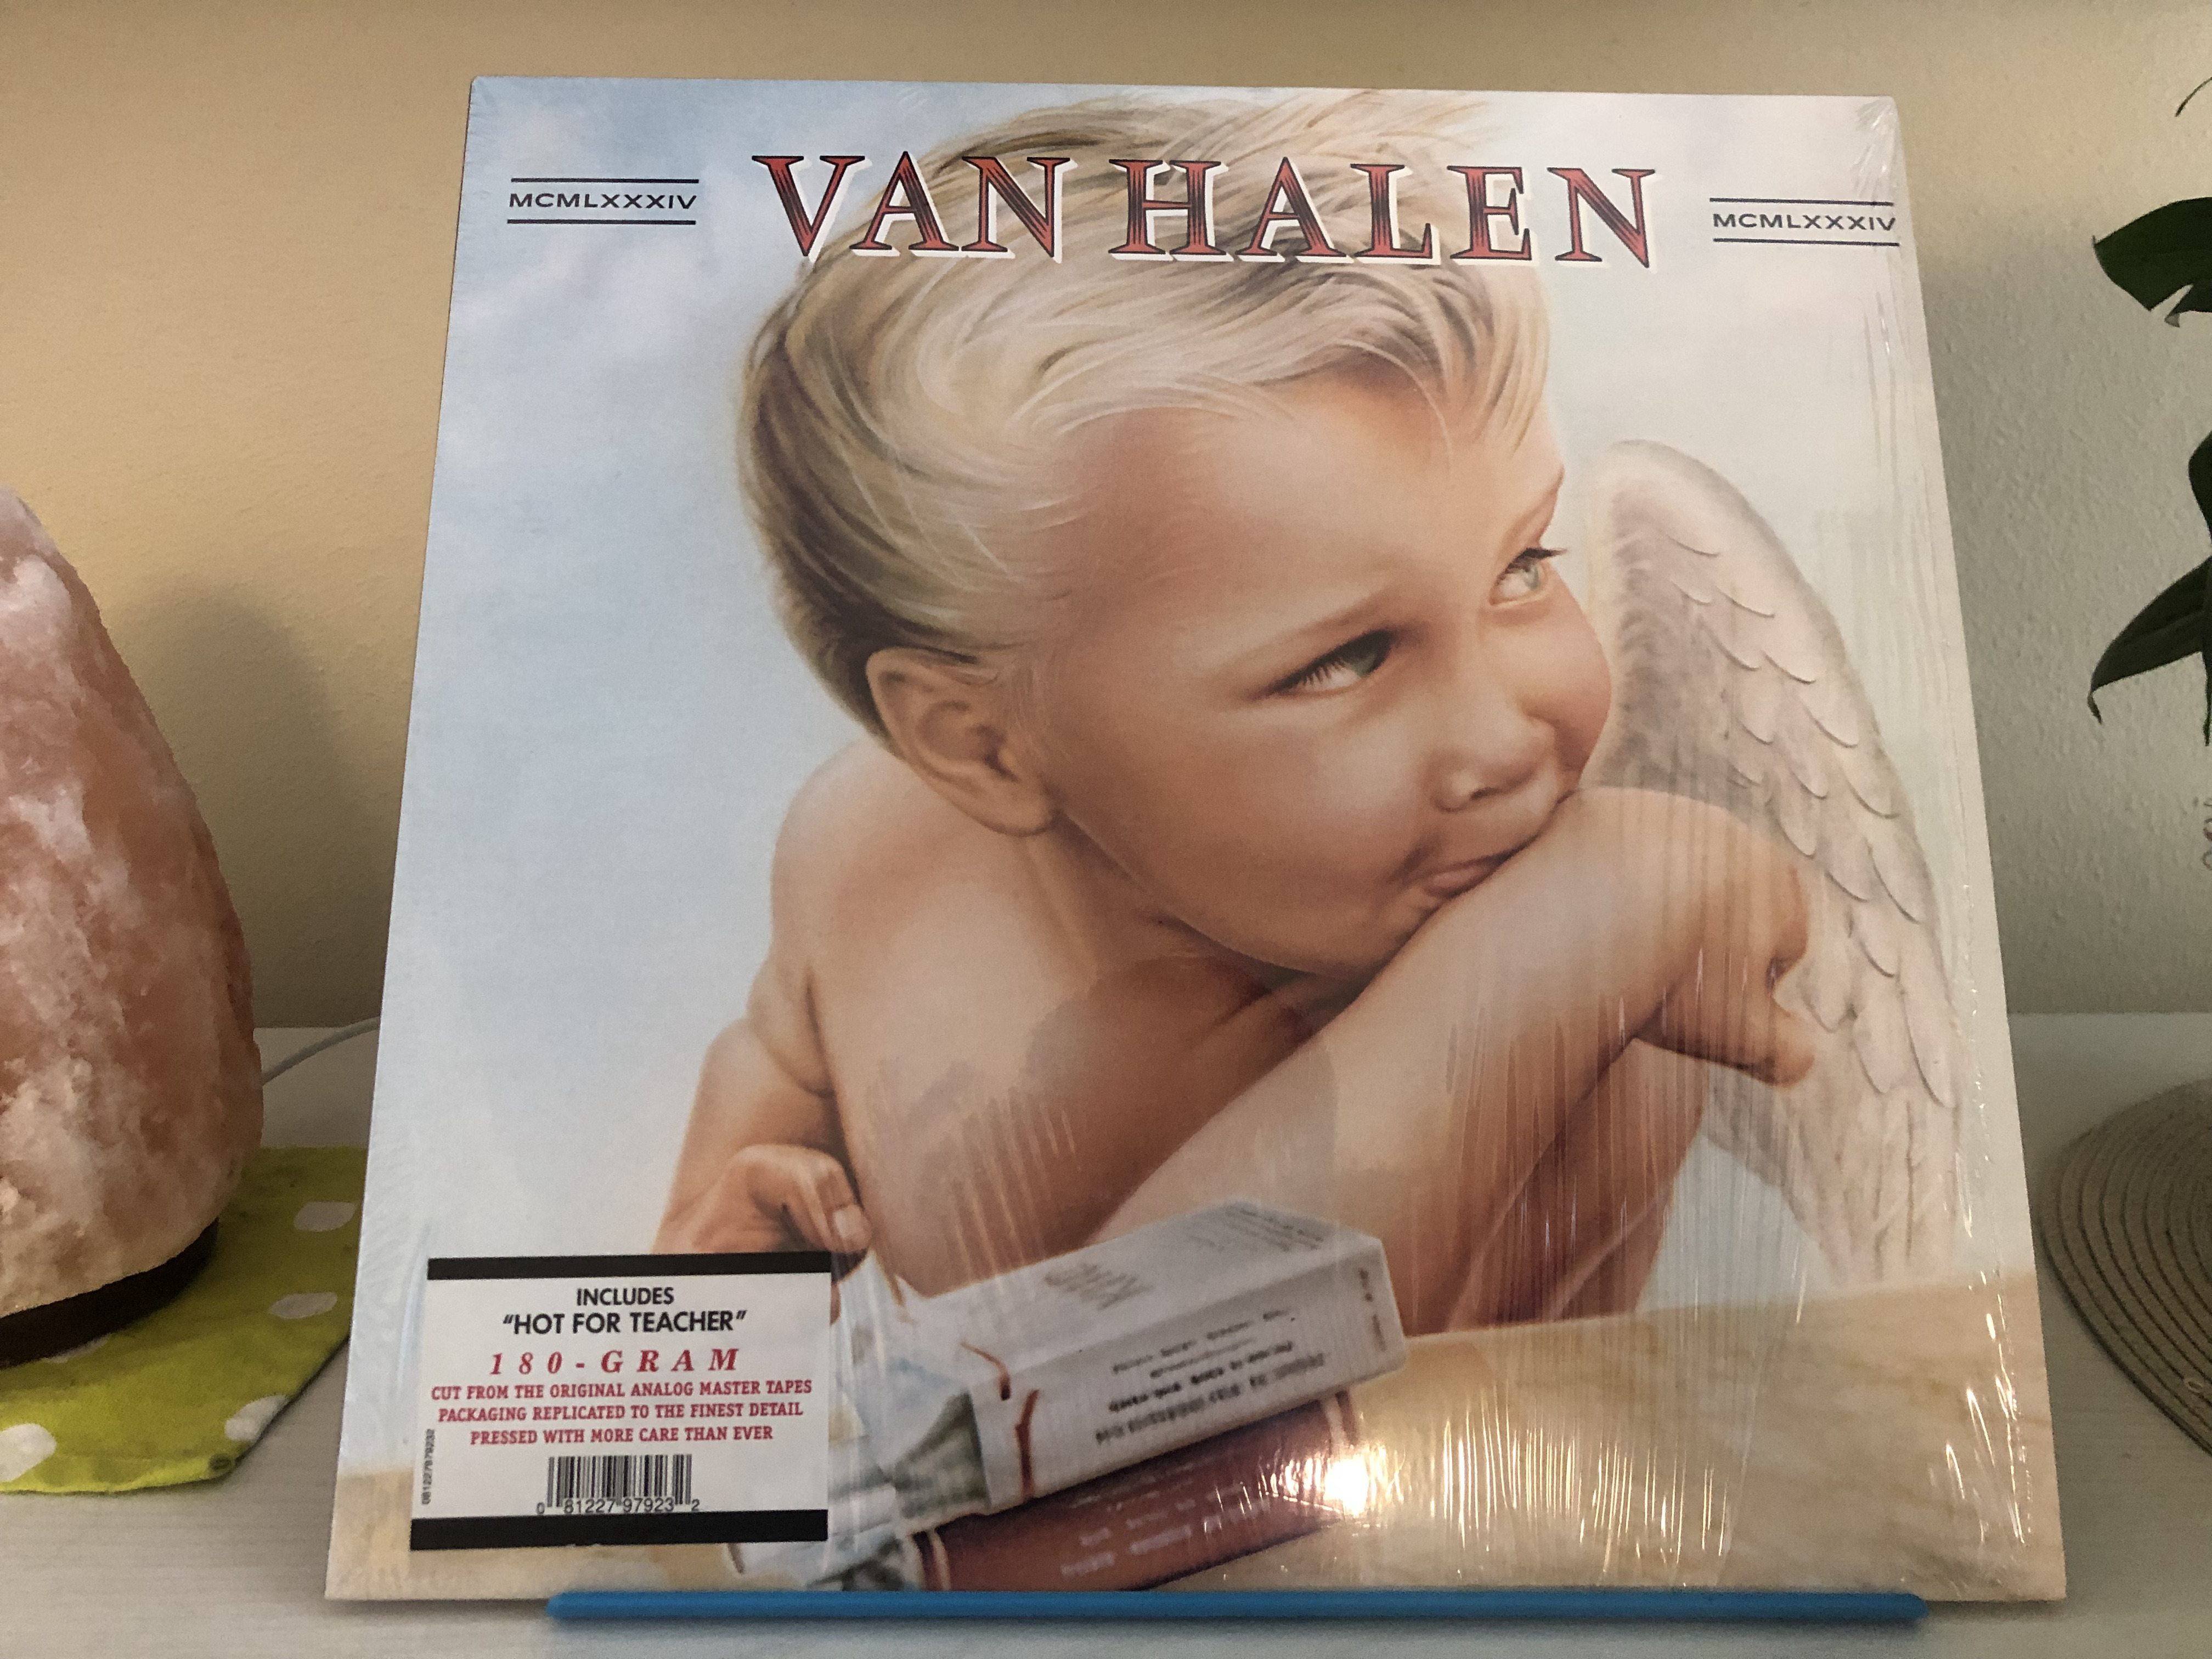 MCMLXXXIV
VAN HALEN
MCMLXXXIV
INCLUDES
"HOT FOR TEACHER"
180-GRAM
CUT FROM THE ORIGINAL ANALOG MASTER TAPES
PACKAGING REPLICATED TO THE FINEST DETAIL
PRESSED WITH MORE CARE THAN EVER
081227979232
0 81227 97923 2